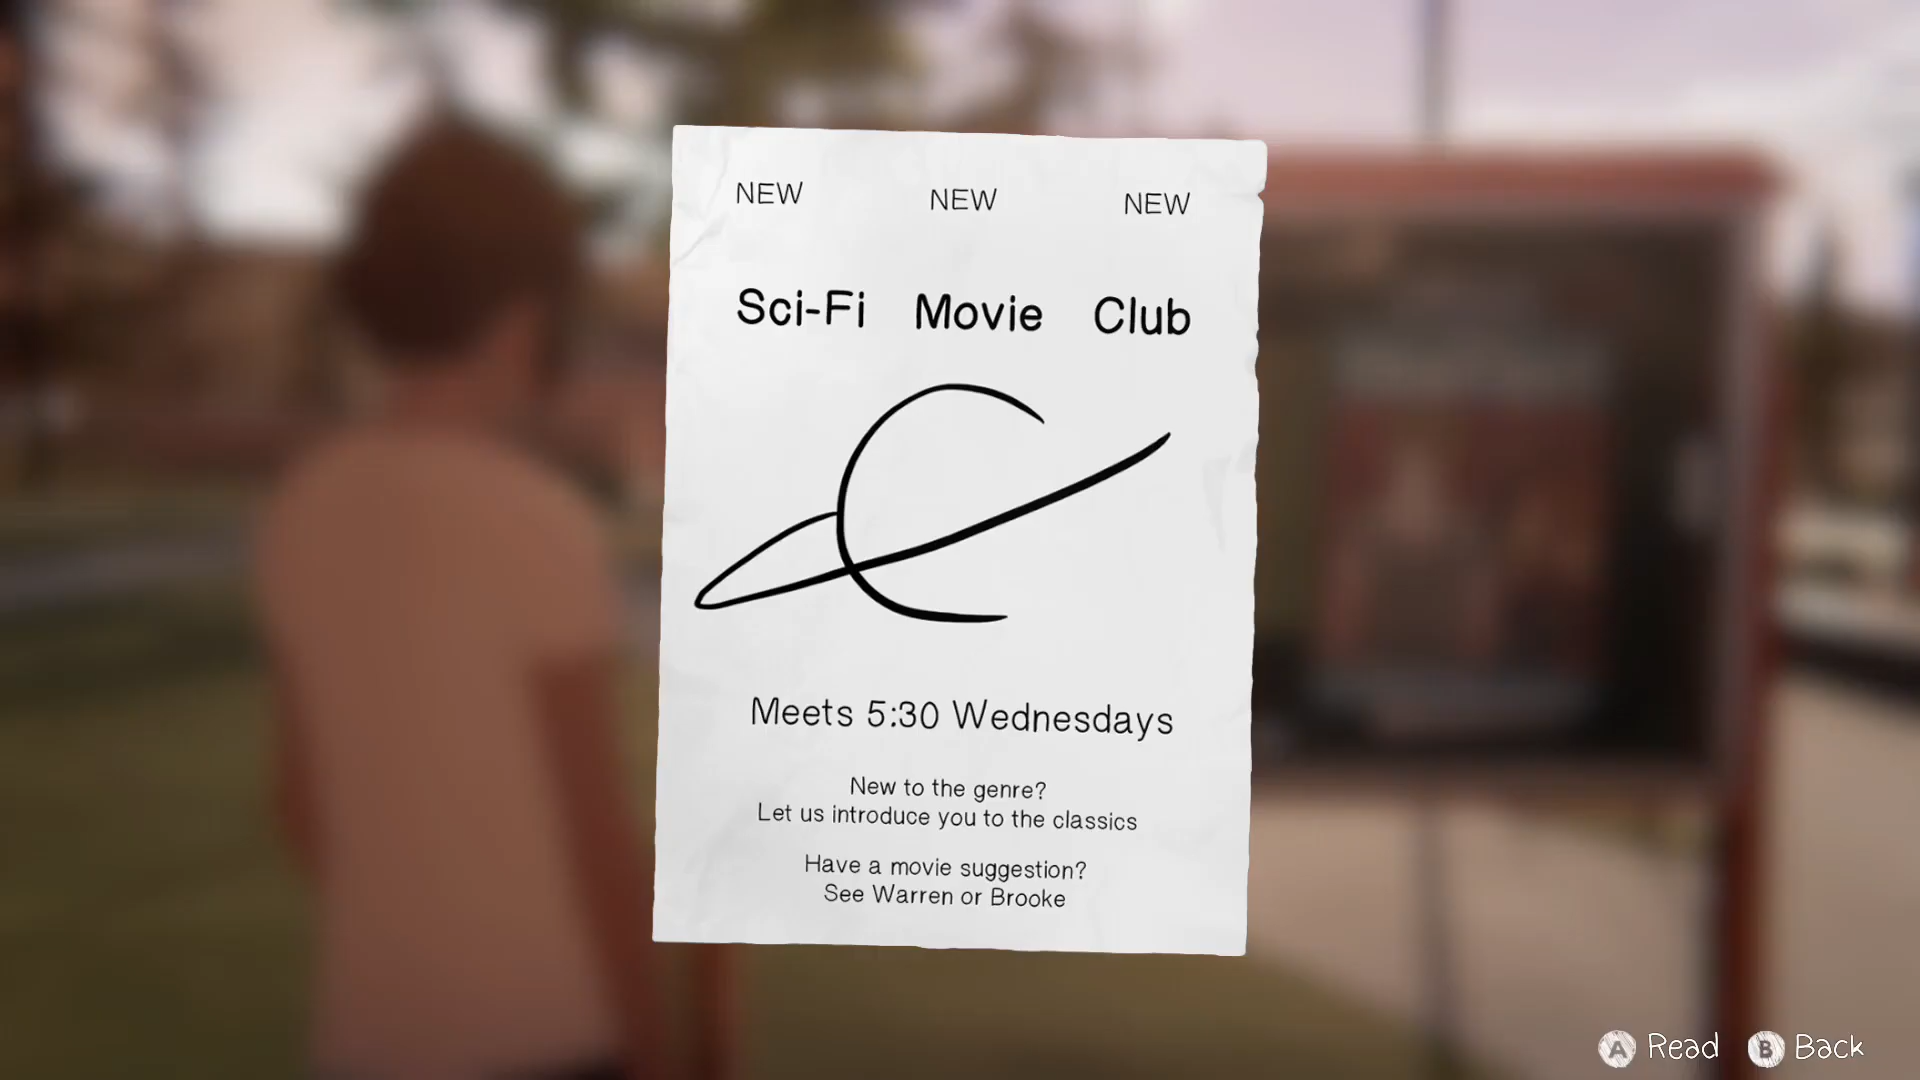 NEW NEW NEW
Sci-Fi Movie Club
Meets 5:30 Wednesdays
New to the genre?
Let us introduce you to the classics
Have a movie suggestion?
See Warren or Brooke
A Read B Back